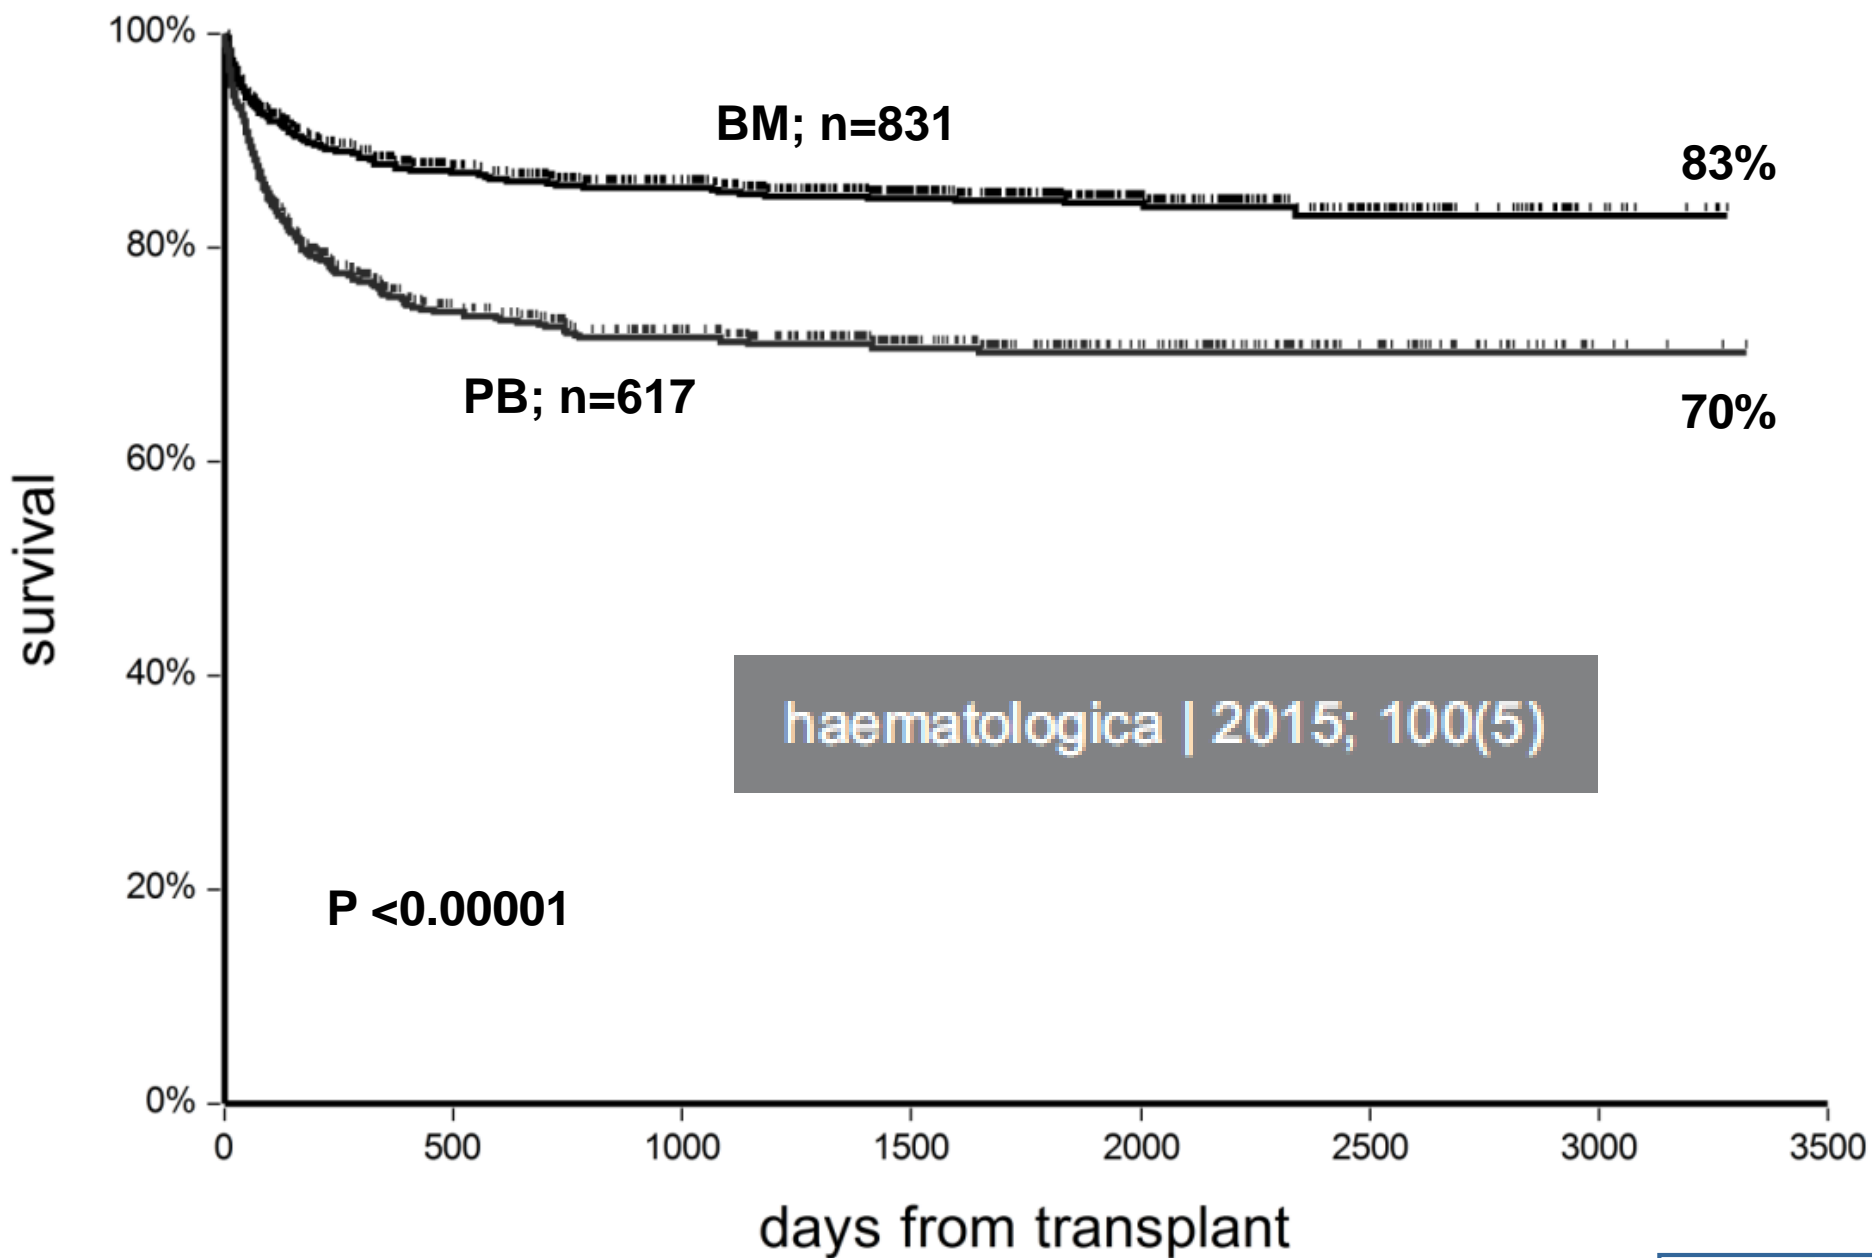 100%
BM; n=831
83%
80%
PB; n=617
70%
60%
survival
40%
haematologica | 2015; 100(5)
20%
P <0.00001
0%
0 500 1000 1500 2000 2500 3000 3500
days from transplant